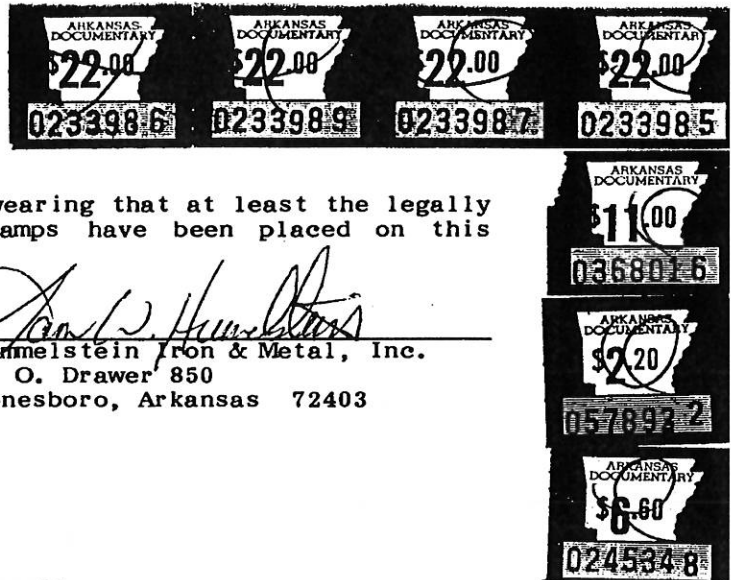 ARKANSAS ARKANSAS ARKANSAS ARKANSAS
DOCUMENTARY DOCUMENTARY DOCUMENTARY DOCUMENTARY
$22.00 $22.00 $22.00 $22.00
0233986 0233989 0233987 0233985
wearing that at least the legally
amps have been placed on this
mmelstein Iron & Metal, Inc.
O. Drawer 850
nesboro, Arkansas 72403
ARKANSAS
DOCUMENTARY
$11.00
0368016
ARKANSAS
DOCUMENTARY
$2.20
0578932
ARKANSAS
DOCUMENTARY
$6.60
0245348